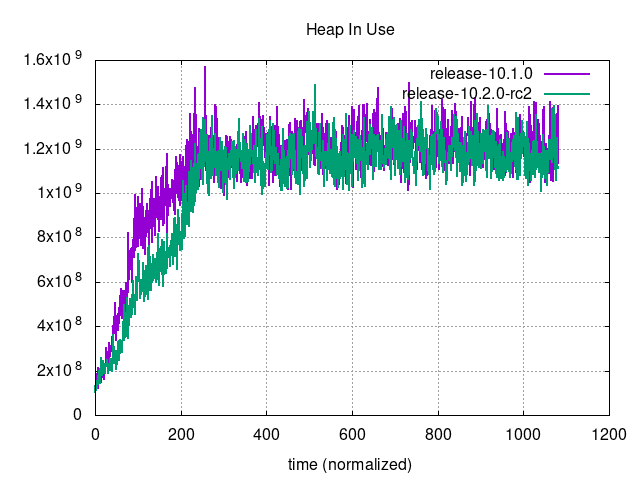 Heap In Use
1.6x10^9
1.4x10^9
1.2x10^9
1x10^9
8x10^8
6x10^8
4x10^8
2x10^8
0
release-10.1.0
release-10.2.0-rc2
0 200 400 600 800 1000 1200
time (normalized)